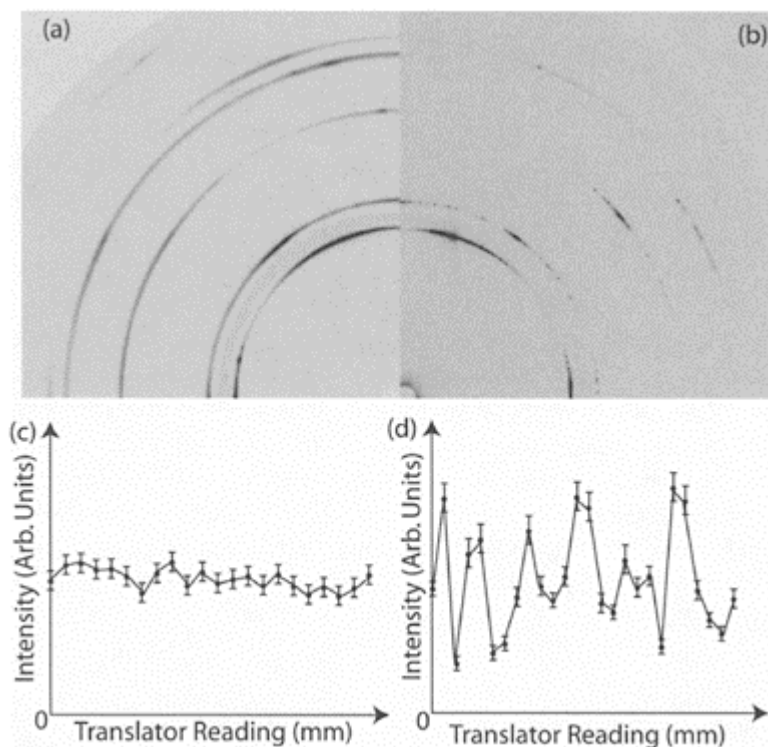 (a)
(b)
(c)
Intensity (Arb. Units)
0
Translator Reading (mm)
(d)
Intensity (Arb. Units)
0
Translator Reading (mm)